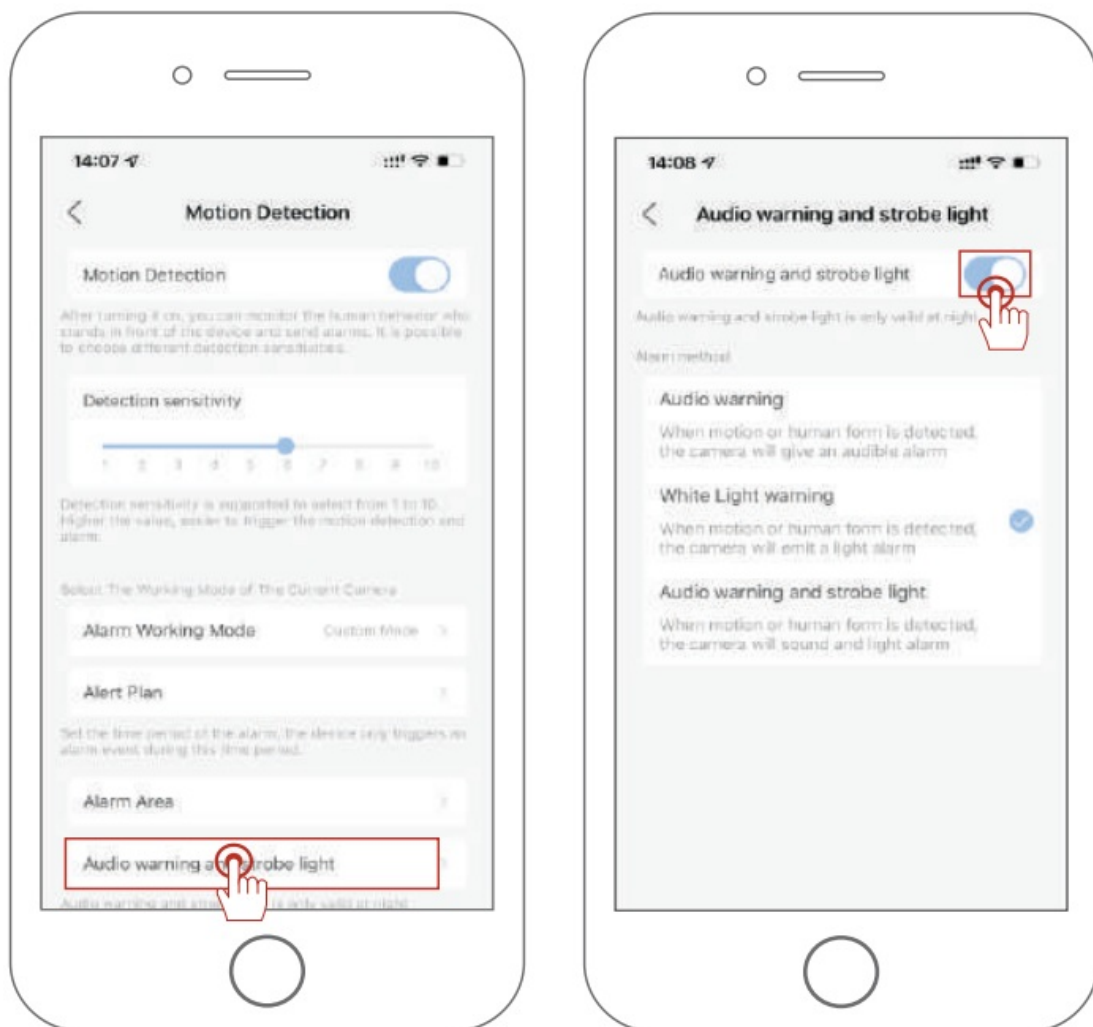 14:07
Motion Detection
Motion Detection
After turning it on, you can monitor the human behavior who
stands in front of the device and send alarms. It is possible
to choose different detection sensitivities.
Detection sensitivity
1 2 3 4 5 6 7 8 9 10
Detection sensitivity is supported to select from 1 to 10.
Higher the value, easier to trigger the motion detection and
alarm.
Select The Working Mode of The Current Camera
Alarm Working Mode Custom Mode
Alert Plan
Set the time period of the alarm, the device only triggers an
alarm event during this time period.
Alarm Area
Audio warning and strobe light
Audio warning and is only valid at night
14:08
Audio warning and strobe light
Audio warning and strobe light
Audio warning and strobe light is only valid at night
Alarm method
Audio warning
When motion or human form is detected,
the camera will give an audible alarm
White Light warning
When motion or human form is detected,
the camera will emit a light alarm
Audio warning and strobe light
When motion or human form is detected,
the camera will sound and light alarm